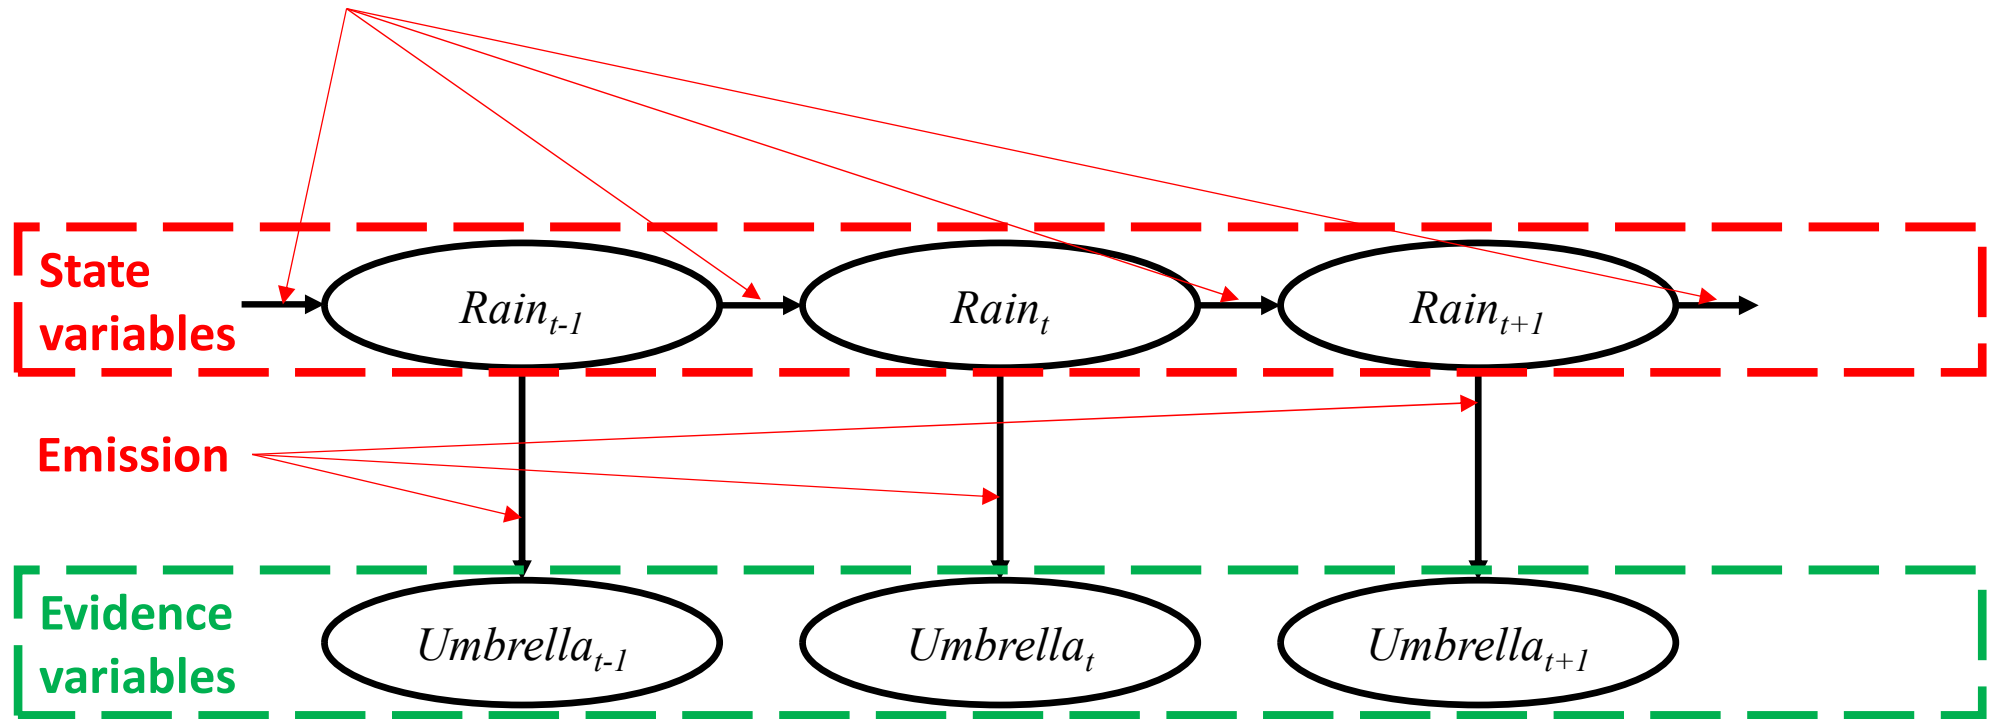 State
variables
Rain_{t-1}
Rain_t
Rain_{t+1}
Emission
Evidence
variables
Umbrella_{t-1}
Umbrella_t
Umbrella_{t+1}